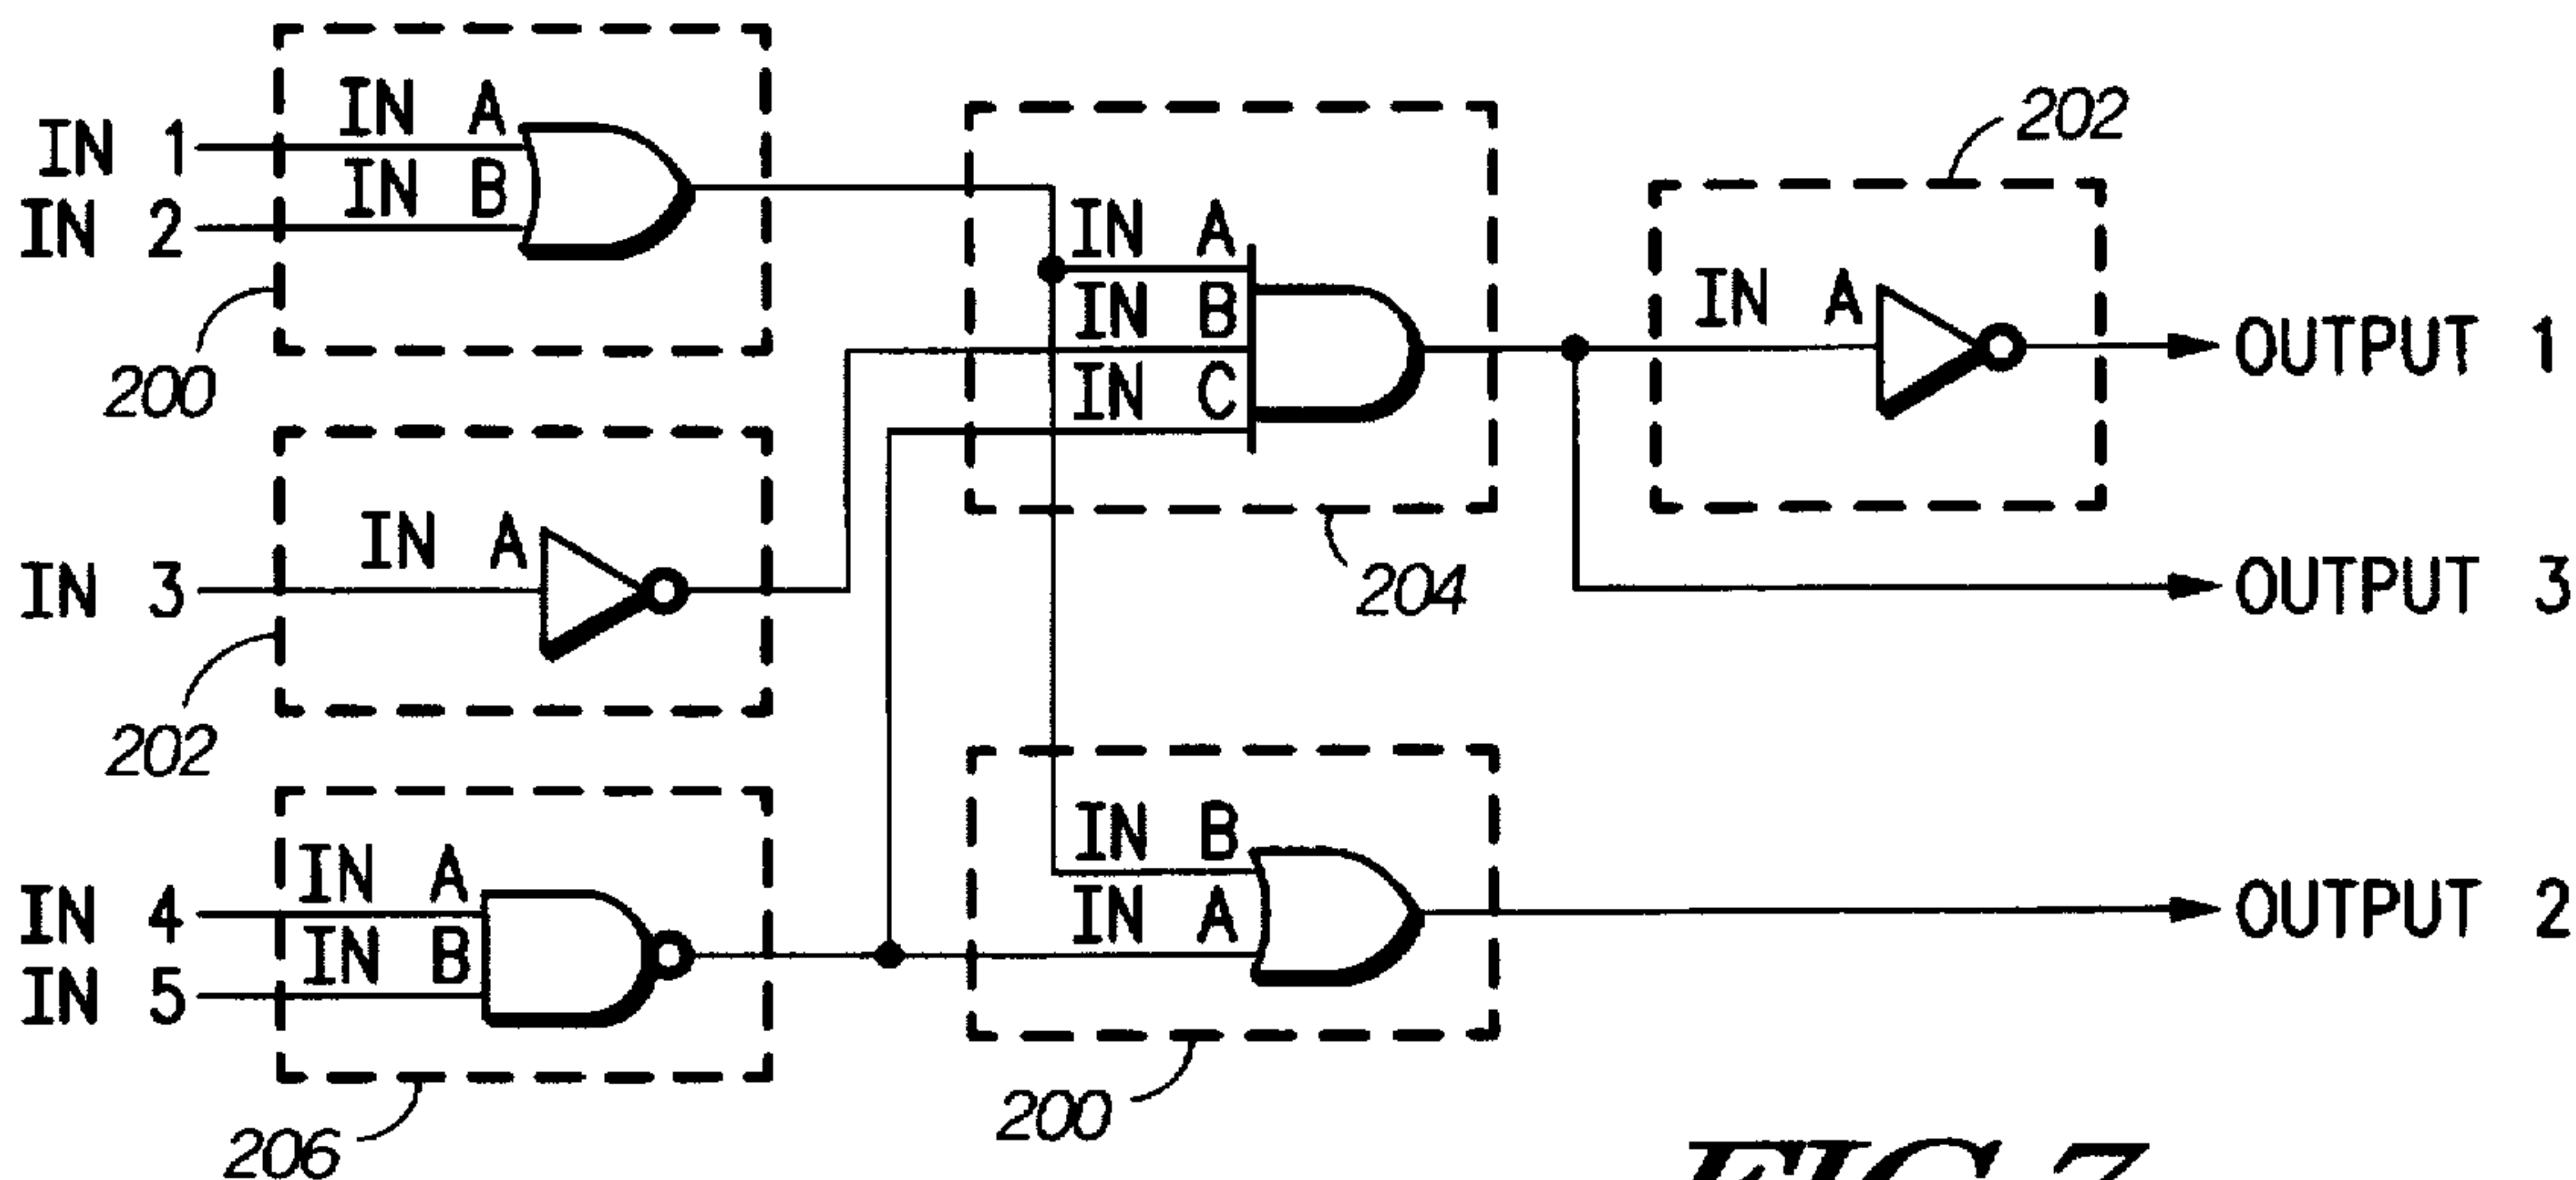 IN 1
IN 2
IN A
IN B
200
IN 3
IN A
202
IN 4
IN 5
IN A
IN B
206
IN A
IN B
IN C
204
IN B
IN A
200
IN A
202
OUTPUT 1
OUTPUT 3
OUTPUT 2